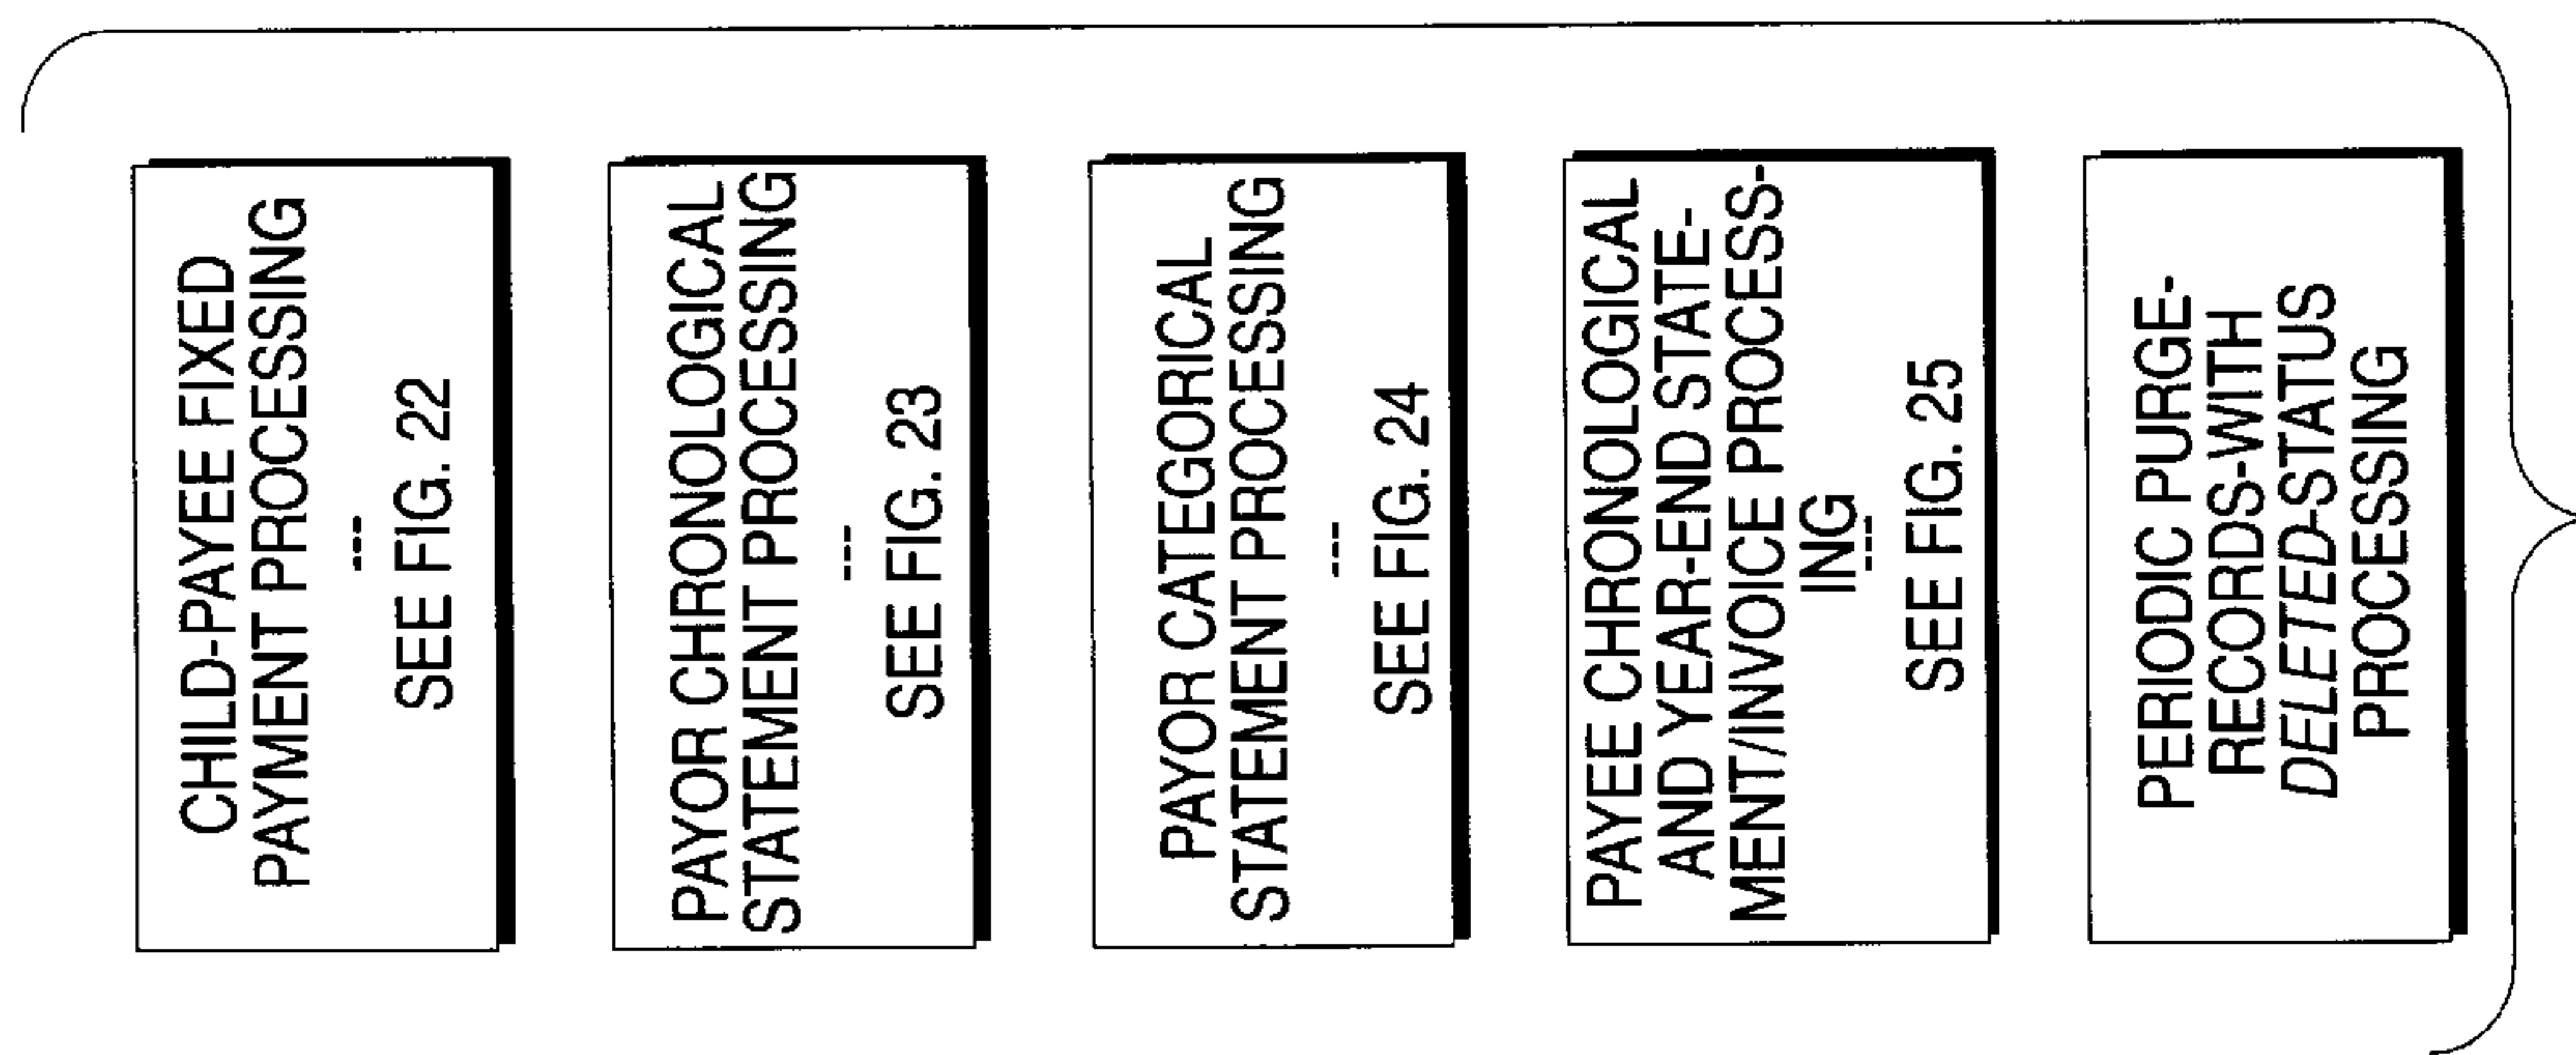 CHILD-PAYEE FIXED
PAYMENT PROCESSING
---
SEE FIG. 22
PAYOR CHRONOLOGICAL
STATEMENT PROCESSING
---
SEE FIG. 23
PAYOR CATEGORICAL
STATEMENT PROCESSING
---
SEE FIG. 24
PAYEE CHRONOLOGICAL
AND YEAR-END STATE-
MENT/INVOICE PROCESS-
ING
---
SEE FIG. 25
PERIODIC PURGE-
RECORDS-WITH
DELETED-STATUS
PROCESSING